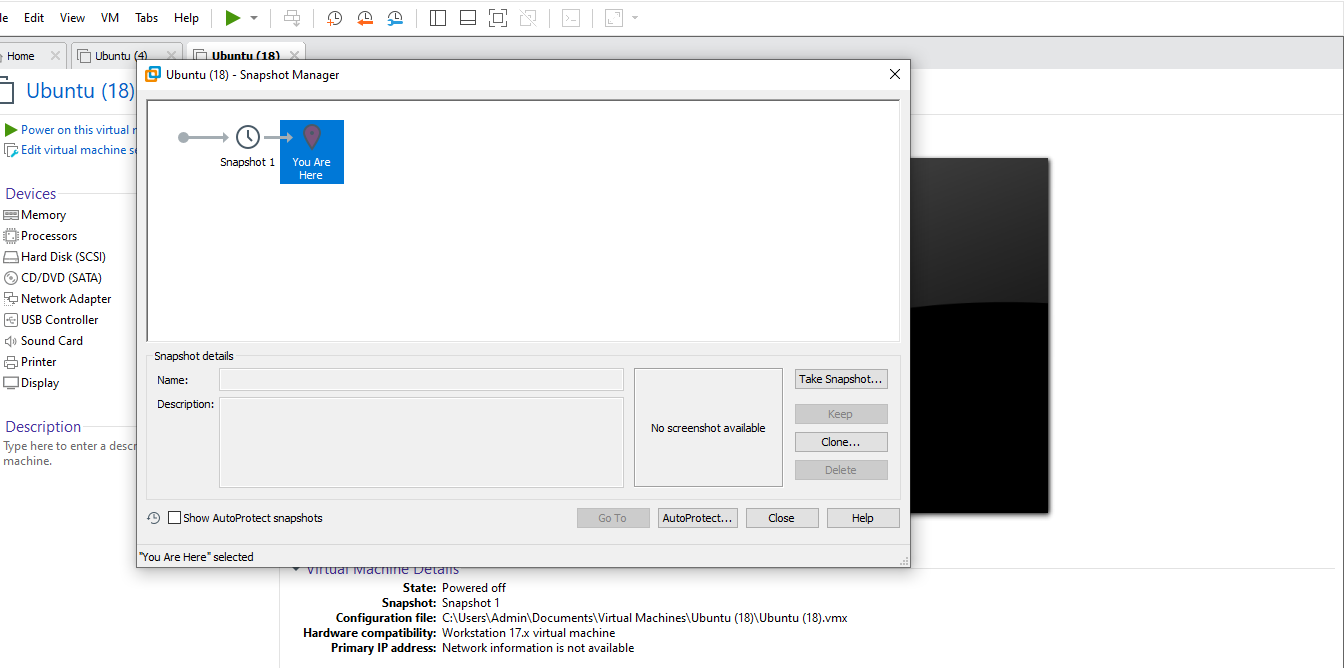 Edit View VM Tabs Help
Home
Ubuntu (4)
Ubuntu (18)
Ubuntu (18) - Snapshot Manager
Ubuntu (18)
Power on this virtual
Edit virtual machine
Devices
Memory
Processors
Hard Disk (SCSI)
CD/DVD (SATA)
Network Adapter
USB Controller
Sound Card
Printer
Display
Description
Type here to enter a
machine.
Snapshot 1
You Are
Here
Snapshot details
Name:
Description:
No screenshot available
Take Snapshot...
Keep
Clone...
Delete
Show AutoProtect snapshots
Go To
AutoProtect...
Close
Help
"You Are Here" selected
Virtual Machine Details
State: Powered off
Snapshot: Snapshot 1
Configuration file: C:\Users\Admin\Documents\Virtual Machines\Ubuntu (18)\Ubuntu (18).vmx
Hardware compatibility: Workstation 17.x virtual machine
Primary IP address: Network information is not available